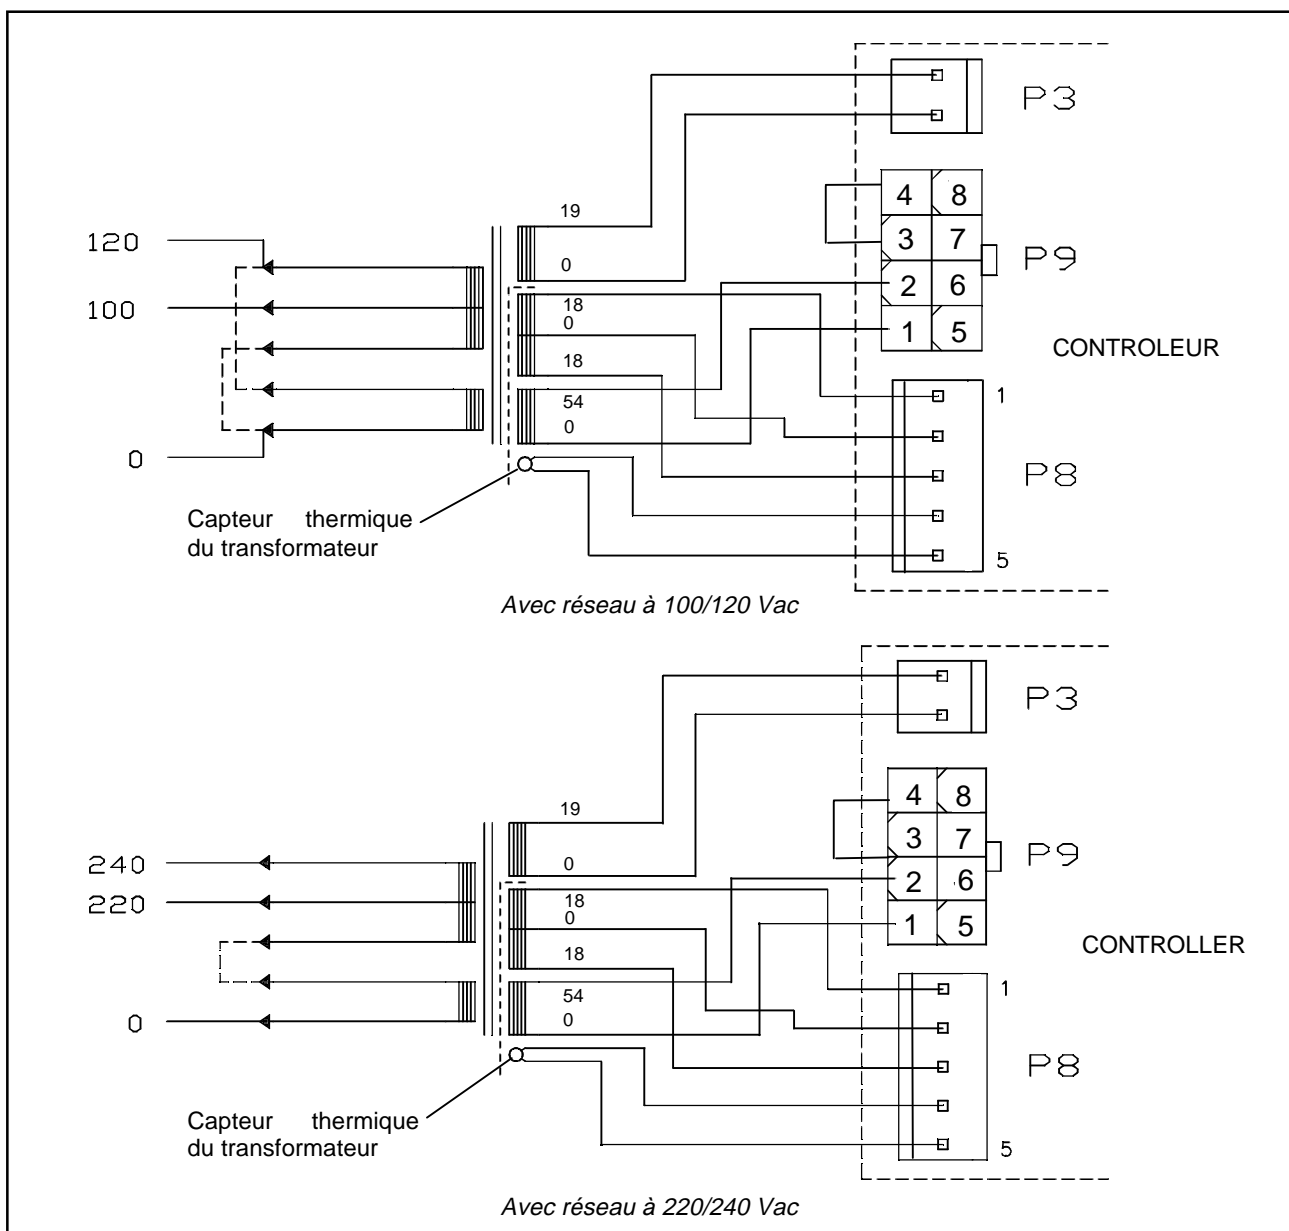 P3
4 8
3 7
P9
2 6
1 5
CONTROLEUR
19
0
120
100
0
18
0
18
54
0
1
P8
5
Capteur thermique
du transformateur
Avec réseau à 100/120 Vac
P3
4 8
3 7
P9
2 6
1 5
CONTROLLER
19
0
240
220
0
18
0
18
54
0
1
P8
5
Capteur thermique
du transformateur
Avec réseau à 220/240 Vac